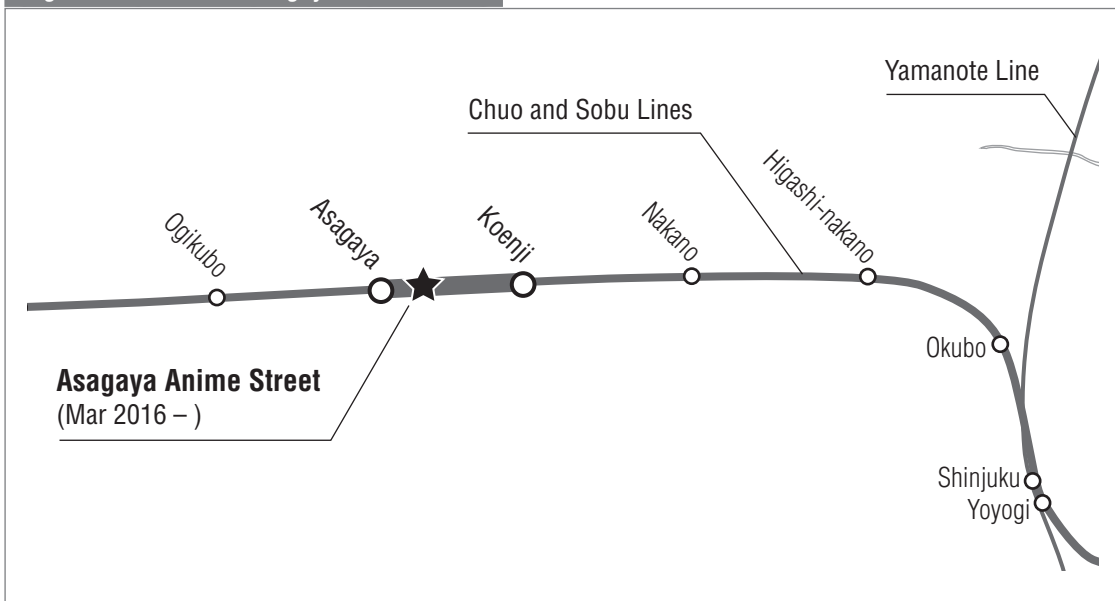 Yamanote Line
Chuo and Sobu Lines
Higashi-nakano
Nakano
Koenji
Asagaya
Ogikubo
Okubo
Asagaya Anime Street
(Mar 2016 – )
Shinjuku
Yoyogi